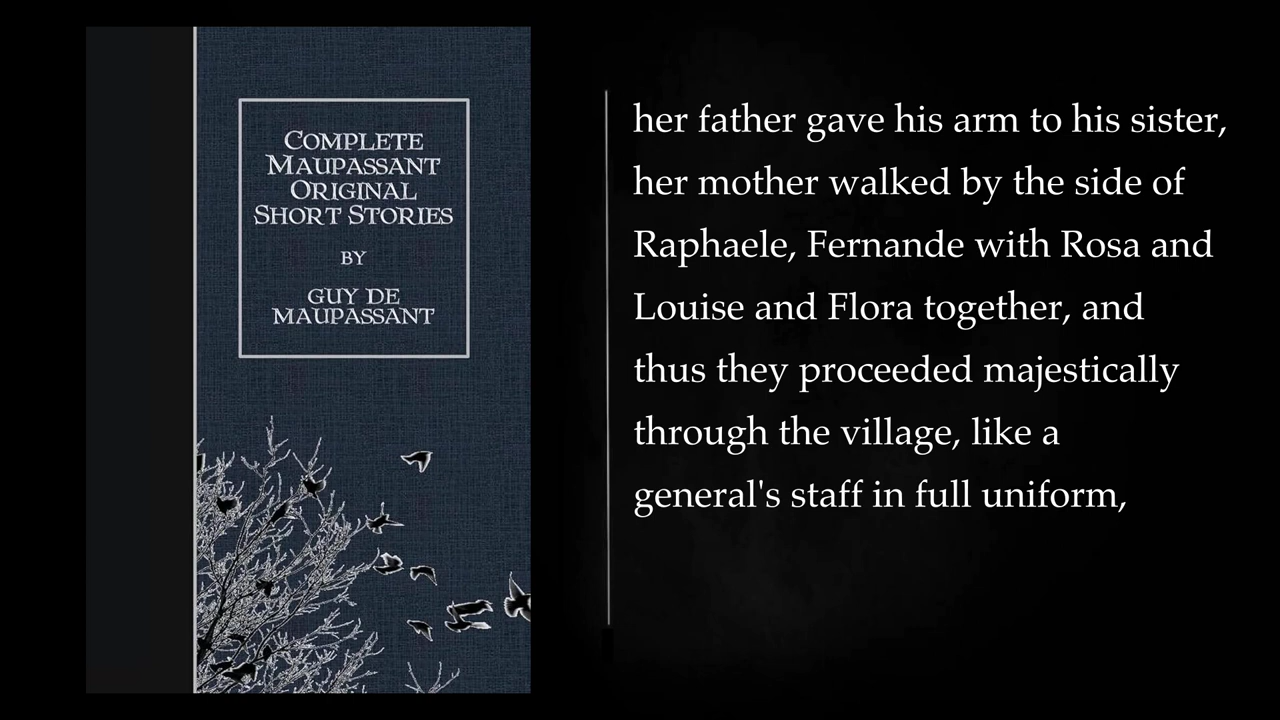 COMPLETE
MAUPASSANT
ORIGINAL
SHORT STORIES
BY
GUY DE
MAUPASSANT
her father gave his arm to his sister,
her mother walked by the side of
Raphaele, Fernande with Rosa and
Louise and Flora together, and
thus they proceeded majestically
through the village, like a
general's staff in full uniform,